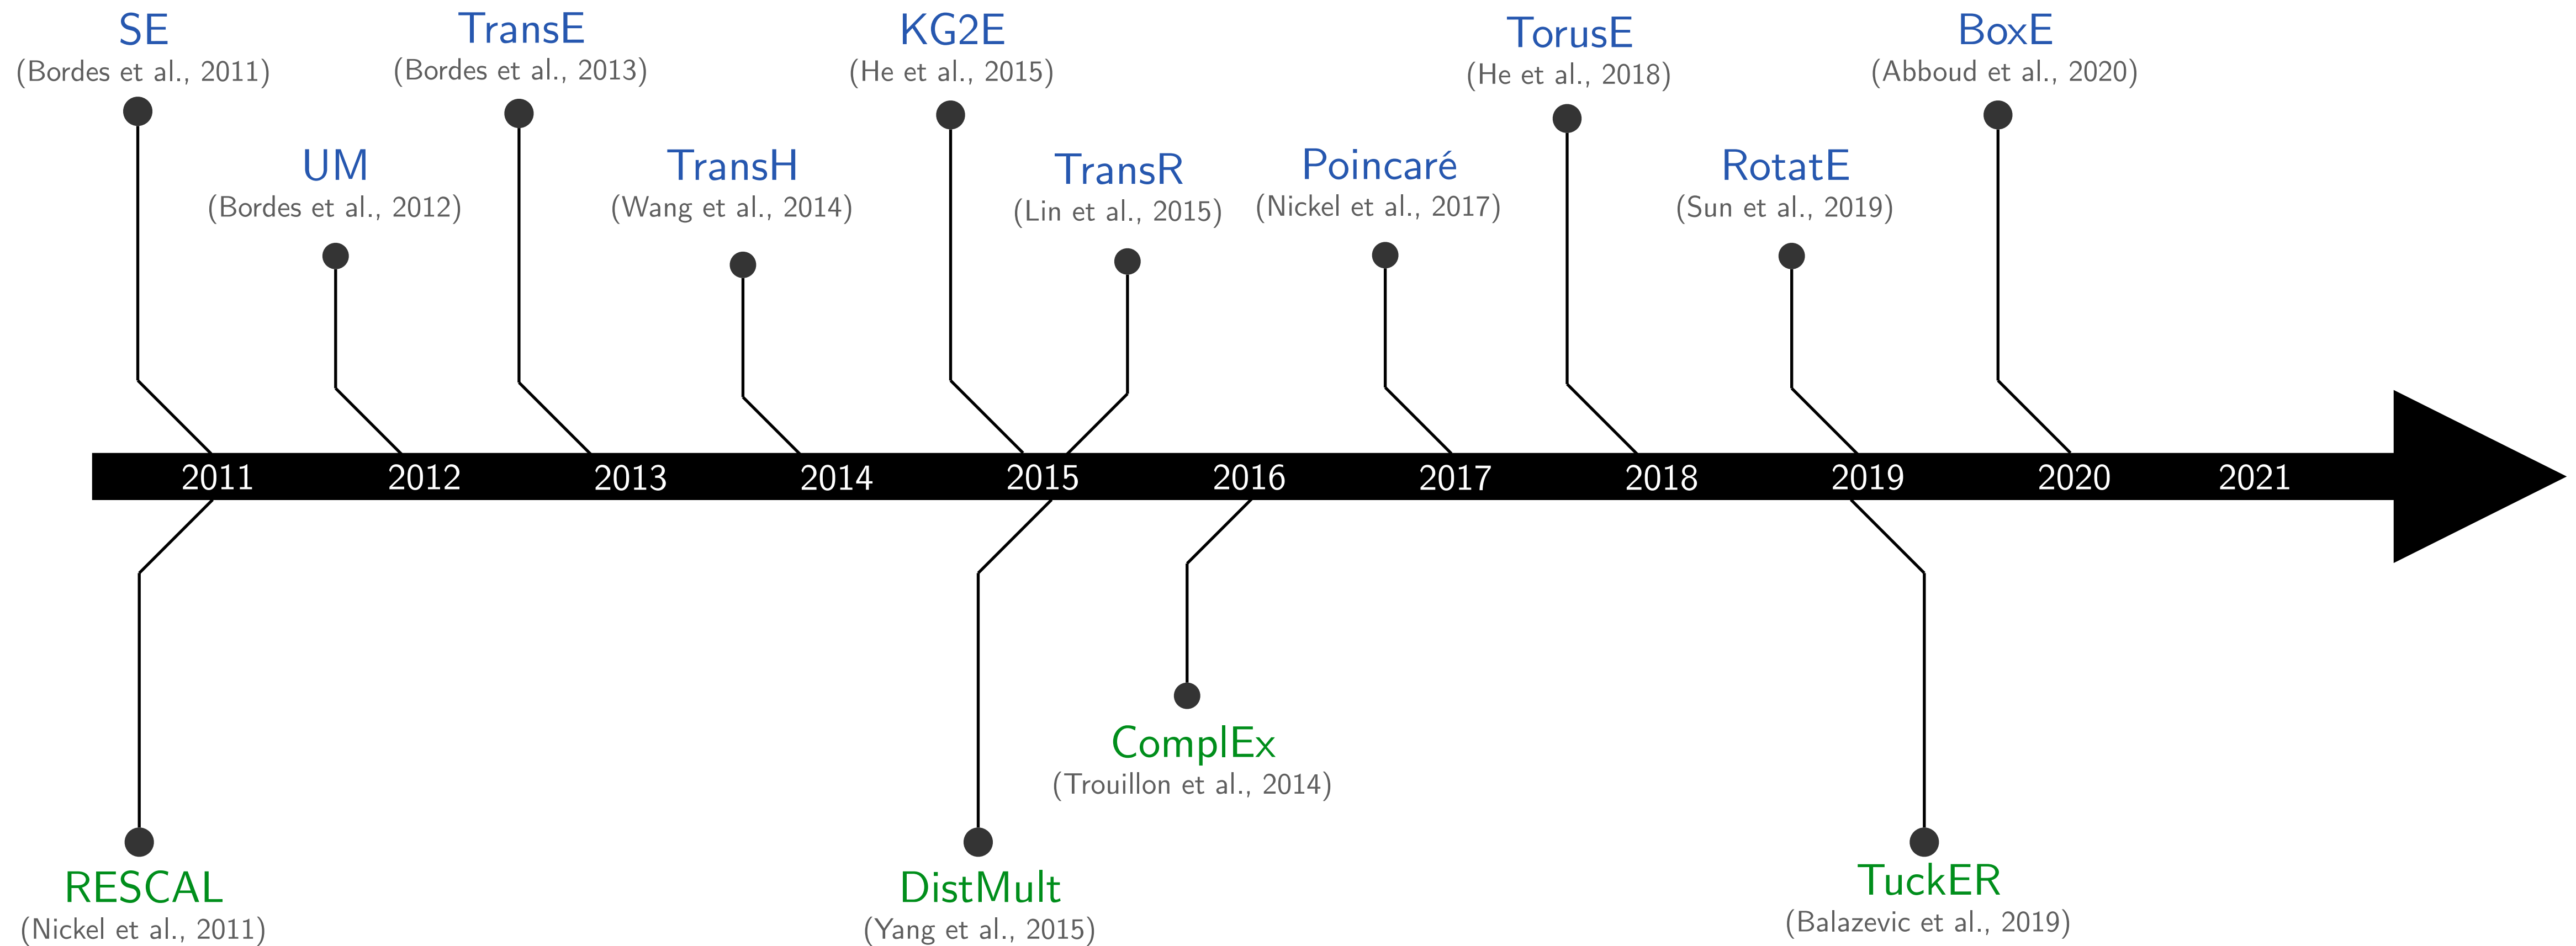 SE
(Bordes et al., 2011)
TransE
(Bordes et al., 2013)
KG2E
(He et al., 2015)
TorusE
(He et al., 2018)
BoxE
(Abboud et al., 2020)
UM
(Bordes et al., 2012)
TransH
(Wang et al., 2014)
TransR
(Lin et al., 2015)
Poincaré
(Nickel et al., 2017)
RotatE
(Sun et al., 2019)
2011 2012 2013 2014 2015 2016 2017 2018 2019 2020 2021
ComplEx
(Trouillon et al., 2014)
RESCAL
(Nickel et al., 2011)
DistMult
(Yang et al., 2015)
TuckER
(Balazevic et al., 2019)